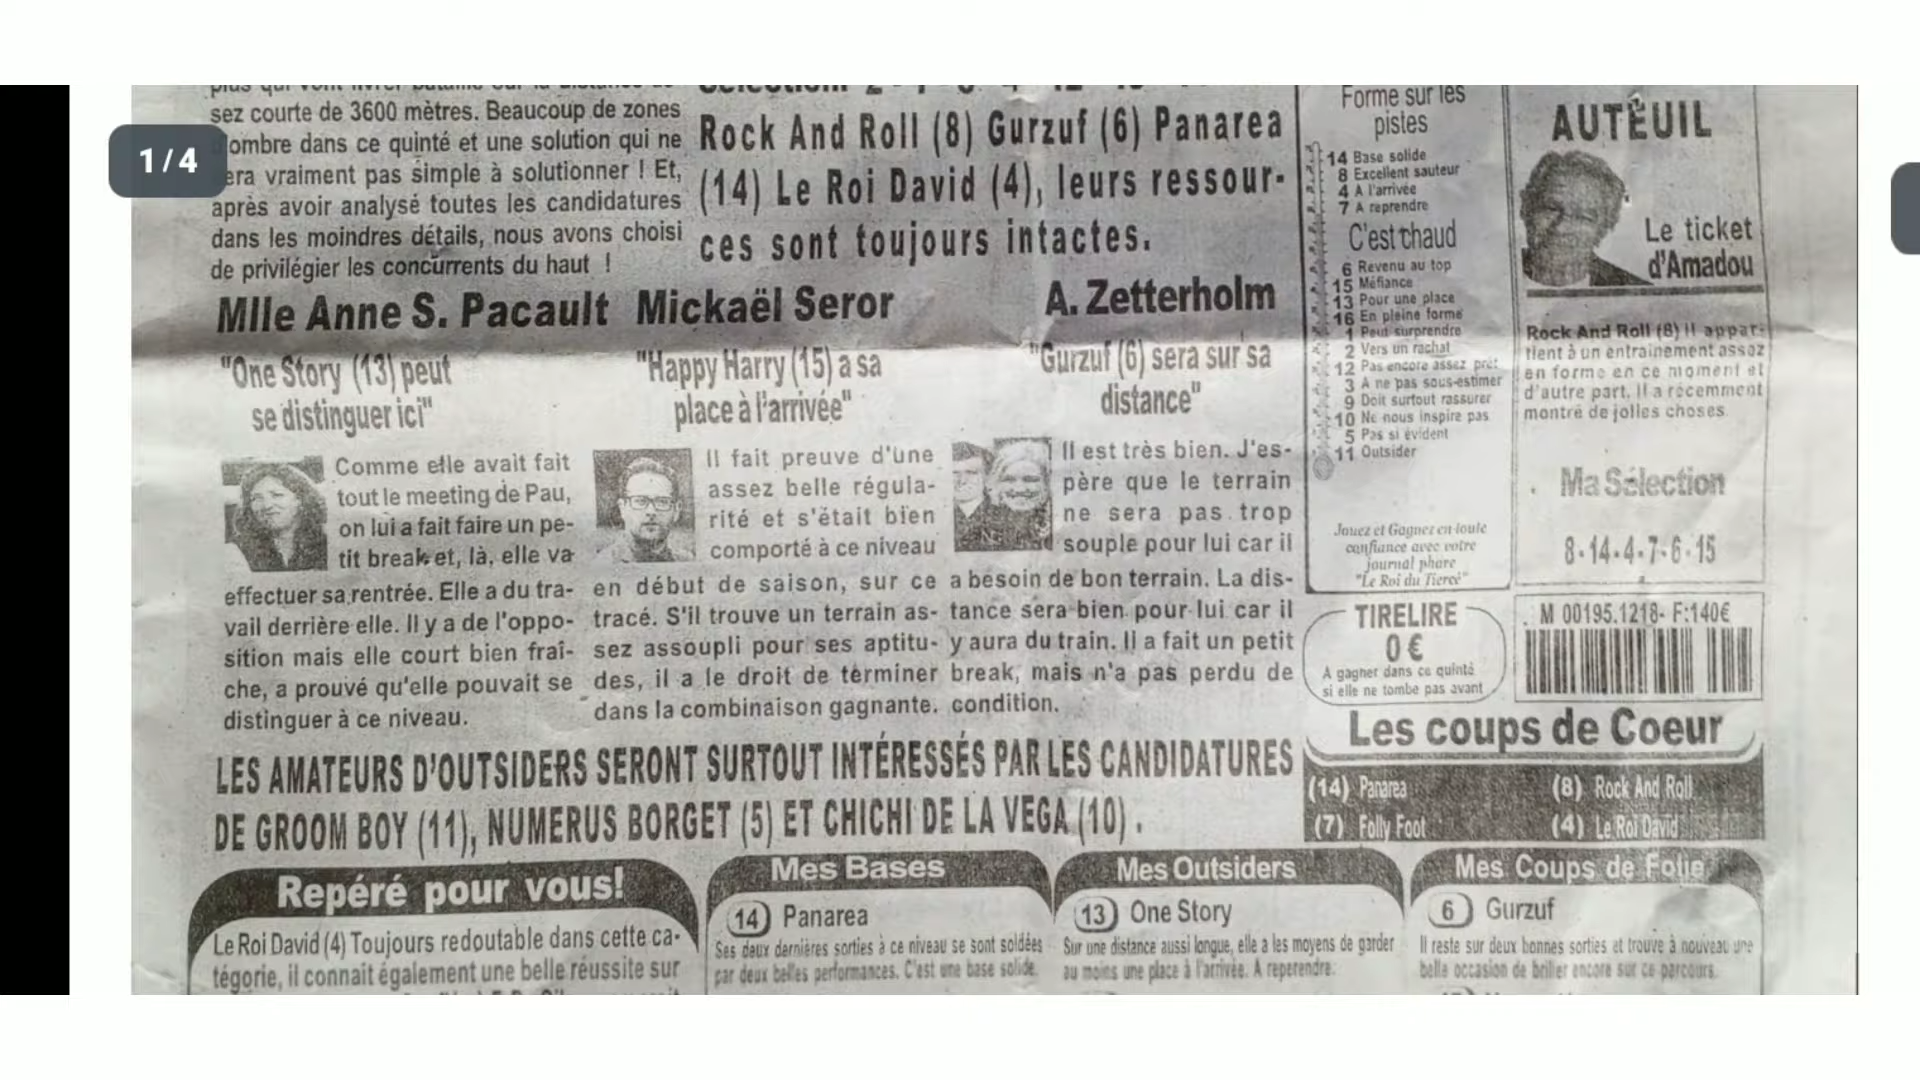 1/4
sez courte de 3600 mètres. Beaucoup de zones
ombre dans ce quinté et une solution qui ne
era vraiment pas simple à solutionner ! Et,
après avoir analysé toutes les candidatures
dans les moindres détails, nous avons choisi
de privilégier les concurrents du haut !
Rock And Roll (8) Gurzuf (6) Panarea
(14) Le Roi David (4), leurs ressour-
ces sont toujours intactes.
Mlle Anne S. Pacault
"One Story (13) peut
se distinguer ici"
Comme elle avait fait
tout le meeting de Pau,
on lui a fait faire un pe-
tit break et, là, elle va
effectuer sa rentrée. Elle a du tra-
vail derrière elle. Il y a de l'oppo-
sition mais elle court bien fraî-
che, a prouvé qu'elle pouvait se
distinguer à ce niveau.
Mickaël Seror
"Happy Harry (15) a sa
place à l'arrivée"
Il fait preuve d'une
assez belle régula-
rité et s'était bien
comporté à ce niveau
en début de saison, sur ce
tracé. S'il trouve un terrain as-
sez assoupli pour ses aptitu-
des, il a le droit de terminer
dans la combinaison gagnante.
A. Zetterholm
"Gurzuf (6) sera sur sa
distance"
Il est très bien. J'es-
père que le terrain
ne sera pas trop
souple pour lui car il
a besoin de bon terrain. La dis-
tance sera bien pour lui car il
y aura du train. Il a fait un petit
break, mais n'a pas perdu de
condition.
LES AMATEURS D'OUTSIDERS SERONT SURTOUT INTÉRESSÉS PAR LES CANDIDATURES
DE GROOM BOY (11), NUMERUS BORGET (5) ET CHICHI DE LA VEGA (10) .
Forme sur les
pistes
14 Base solide
8 Excellent sauteur
4 A l'arrivée
7 A reprendre
C'est chaud
6 Revenu au top
15 Méfiance
13 Pour une place
16 En pleine forme
1 Peut surprendre
2 Vers un rachat
12 Pas encore assez prêt
3 A ne pas sous-estimer
9 Doit surtout rassurer
10 Ne nous inspire pas
5 Pas si évident
11 Outsider
Jouez et Gagnez en toute
confiance avec votre
journal phare
"Le Roi du Tiercé"
AUTEUIL
Le ticket
d'Amadou
Rock And Roll (8) Il appar-
tient à un entrainement assez
en forme en ce moment et
d'autre part. Il a récemment
montré de jolies choses.
Ma Sélection
8-14-4-7-6-15
TIRELIRE
0 €
A gagner dans ce quinté
si elle ne tombe pas avant
M 00195.1218- F:140€
Les coups de Coeur
(14) Panarea
(8) Rock And Roll
(7) Folly Foot
(4) Le Roi David
Repéré pour vous!
Le Roi David (4) Toujours redoutable dans cette ca-
tégorie, il connait également une belle réussite sur
Mes Bases
14 Panarea
Ses deux dernières sorties à ce niveau se sont soldées
par deux belles performances. C'est une base solide.
Mes Outsiders
13 One Story
Sur une distance aussi longue, elle a les moyens de garder
au moins une place à l'arrivée. A reperendre.
Mes Coups de Folie
6 Gurzuf
Il reste sur deux bonnes sorties et trouve à nouveau une
belle occasion de briller encore sur ce parcours.